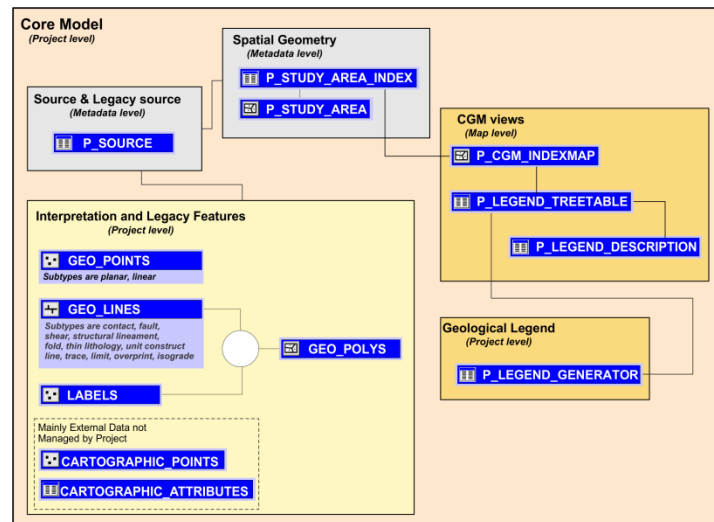 Core Model
(Project level)
Spatial Geometry
(Metadata level)
P_STUDY_AREA_INDEX
P_STUDY_AREA
Source & Legacy source
(Metadata level)
P_SOURCE
CGM views
(Map level)
P_CGM_INDEXMAP
P_LEGEND_TREETABLE
P_LEGEND_DESCRIPTION
Interpretation and Legacy Features
(Project level)
GEO_POINTS
Subtypes are planar, linear
GEO_LINES
Subtypes are contact, fault,
shear, structural lineament,
fold, thin lithology, unit construct
line, trace, limit, overprint, isograde
GEO_POLYS
LABELS
Mainly External Data not
Managed by Project
CARTOGRAPHIC_POINTS
CARTOGRAPHIC_ATTRIBUTES
Geological Legend
(Project level)
P_LEGEND_GENERATOR